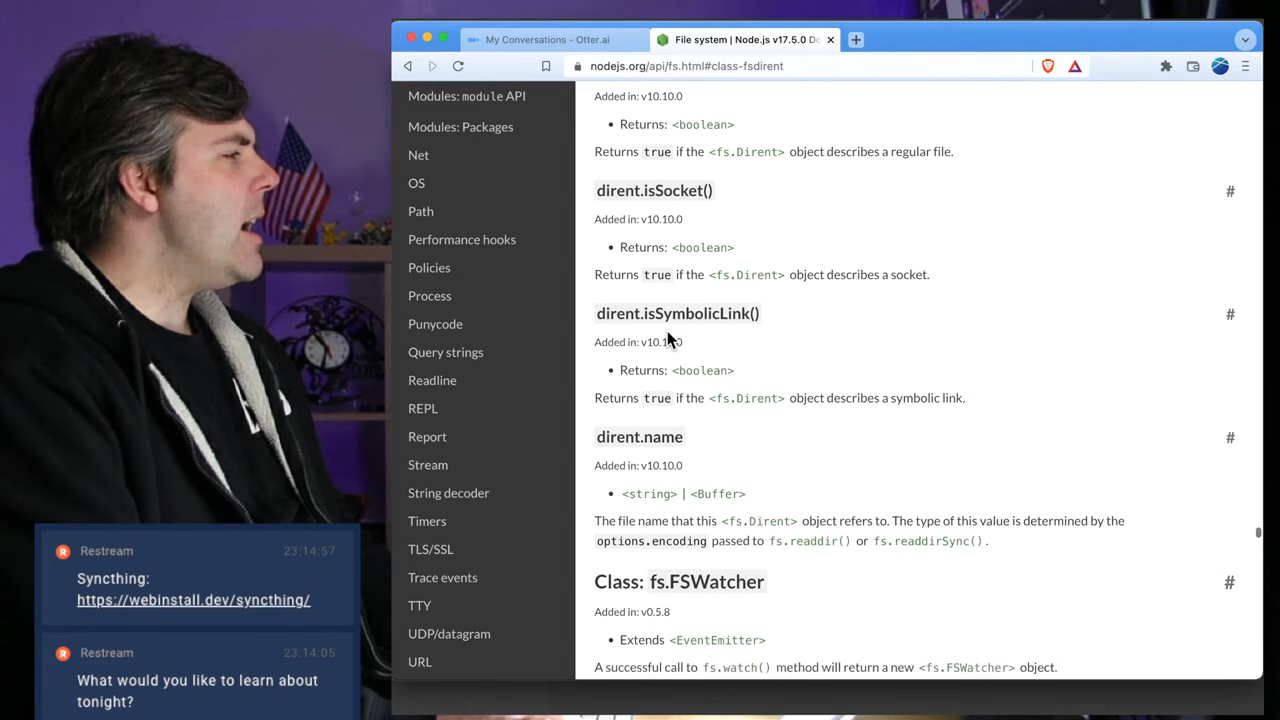 My Conversations - Otter.ai
File system | Node.js v17.5.0 Do
nodejs.org/api/fs.html#class-fsdirent
Modules: module API
Modules: Packages
Net
OS
Path
Performance hooks
Policies
Process
Punycode
Query strings
Readline
REPL
Report
Stream
String decoder
Timers
TLS/SSL
Trace events
TTY
UDP/datagram
URL
Added in: v10.10.0
• Returns: <boolean>
Returns true if the <fs.Dirent> object describes a regular file.
dirent.isSocket() #
Added in: v10.10.0
• Returns: <boolean>
Returns true if the <fs.Dirent> object describes a socket.
dirent.isSymbolicLink() #
Added in: v10.10.0
• Returns: <boolean>
Returns true if the <fs.Dirent> object describes a symbolic link.
dirent.name #
Added in: v10.10.0
• <string> | <Buffer>
The file name that this <fs.Dirent> object refers to. The type of this value is determined by the
options.encoding passed to fs.readdir() or fs.readdirSync().
Class: fs.FSWatcher #
Added in: v0.5.8
• Extends <EventEmitter>
A successful call to fs.watch() method will return a new <fs.FSWatcher> object.
Restream 23:14:57
Syncthing:
https://webinstall.dev/syncthing/
Restream 23:14:05
What would you like to learn about
tonight?